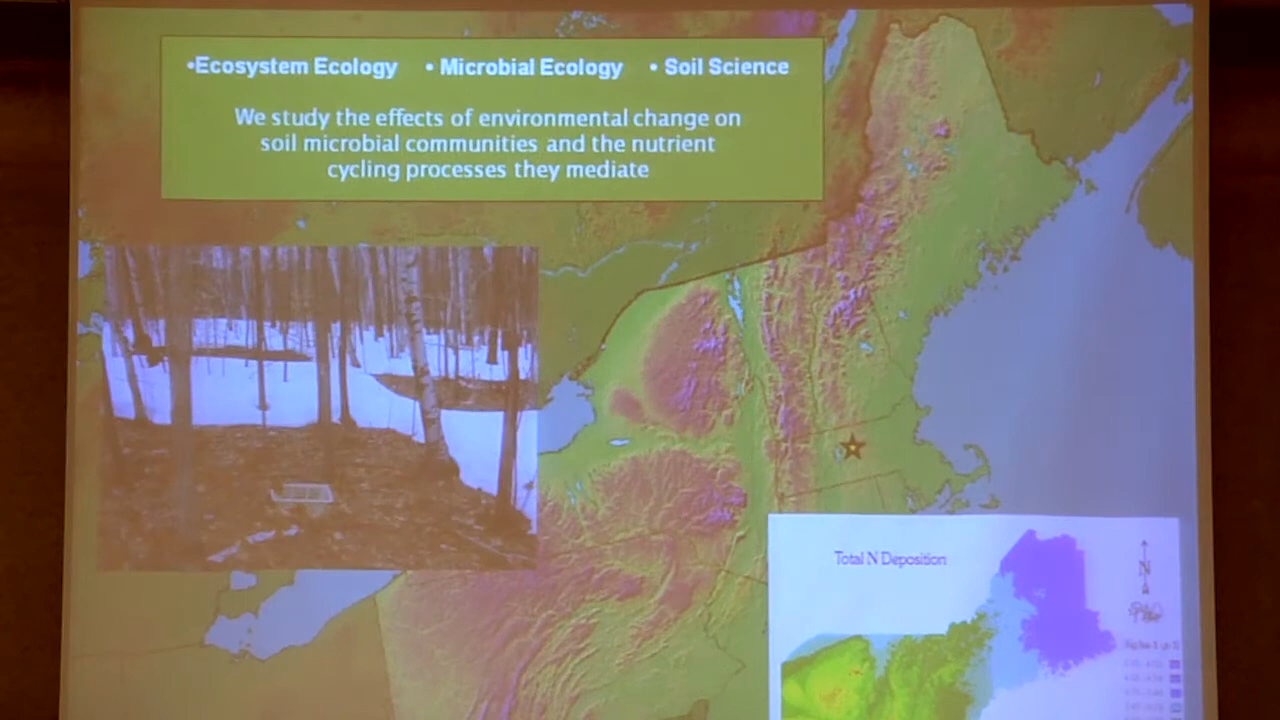 •Ecosystem Ecology • Microbial Ecology • Soil Science
We study the effects of environmental change on
soil microbial communities and the nutrient
cycling processes they mediate
Total N Deposition
N